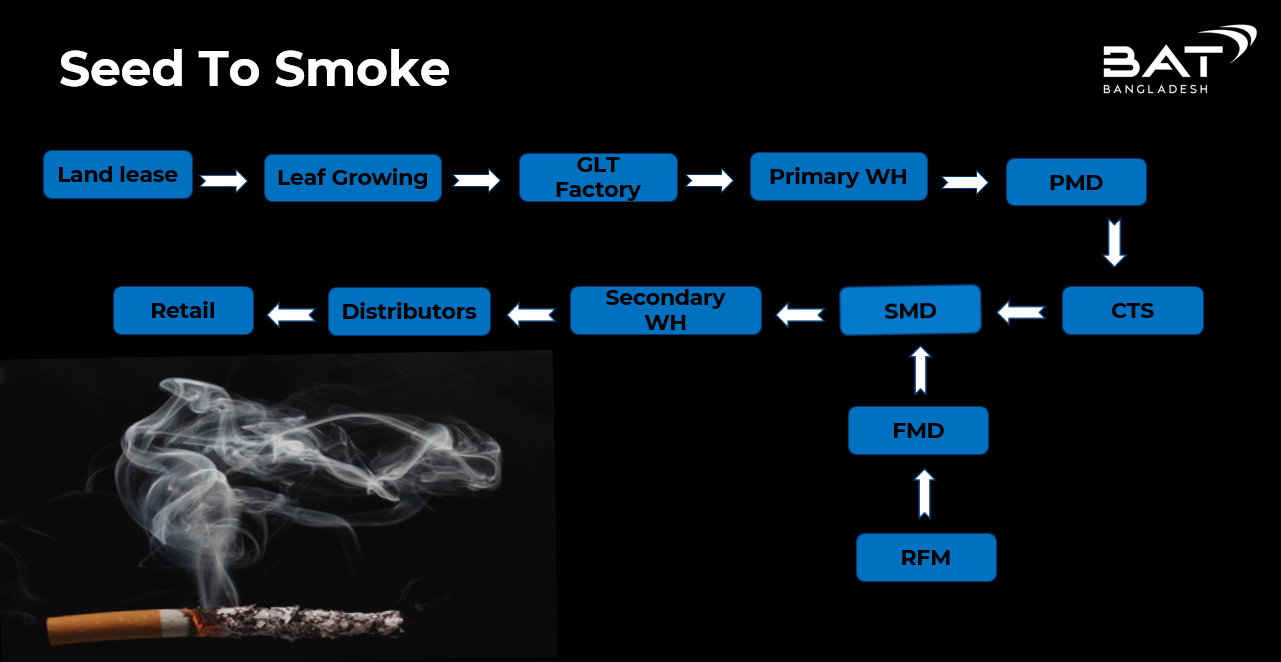 Seed To Smoke
BAT
BANGLADESH
Land lease
Leaf Growing
GLT
Factory
Primary WH
PMD
Retail
Distributors
Secondary
WH
SMD
CTS
FMD
RFM